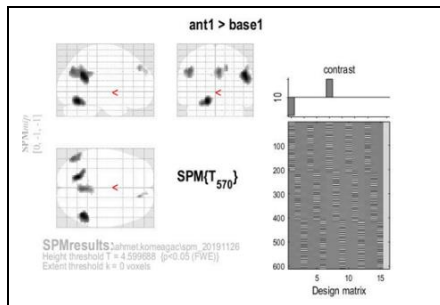 ant1 > base1
contrast
10
SPMmip
[0, -1, -1]
<
<
<
SPM{T570}
100
200
300
400
500
600
5 10 15
Design matrix
SPMresults:
Height threshold T = 4.599688 {p<0.05 (FWE)}
Extent threshold k = 0 voxels